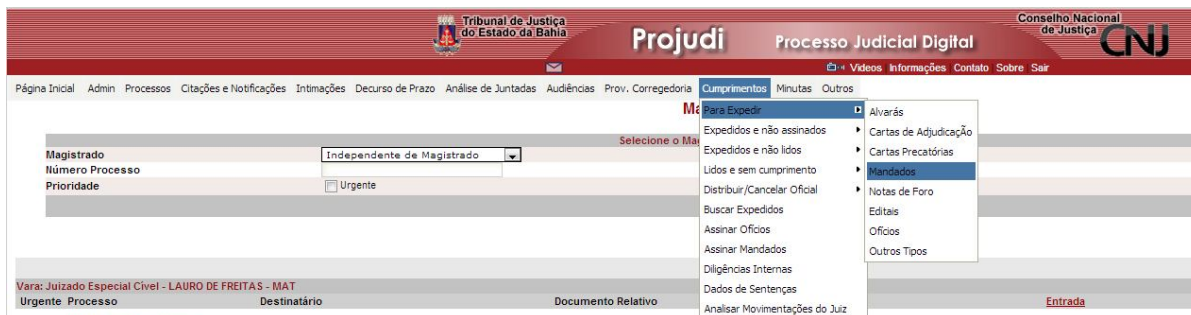 Tribunal de Justiça
do Estado da Bahia
Projudi Processo Judicial Digital
Conselho Nacional
de Justiça
CNJ
Videos Informações Contato Sobre Sair
Página Inicial Admin Processos Citações e Notificações Intimações Decurso de Prazo Análise de Juntadas Audiências Prov. Corregedoria Cumprimentos Minutas Outros
Para Expedir
Expedidos e não assinados
Expedidos e não lidos
Lidos e sem cumprimento
Distribuir/Cancelar Oficial
Buscar Expedidos
Assinar Ofícios
Assinar Mandados
Diligências Internas
Dados de Sentenças
Analisar Movimentações do Juiz
Alvarás
Cartas de AdjudicaÇÃo
Cartas Precatórias
Mandados
Notas de Foro
Editais
Ofícios
Outros Tipos
Selecione o
Magistrado Independente de Magistrado
Número Processo
Prioridade Urgente
Vara: Juizado Especial Cível - LAURO DE FREITAS - MAT
Urgente Processo Destinatário Documento Relativo Entrada